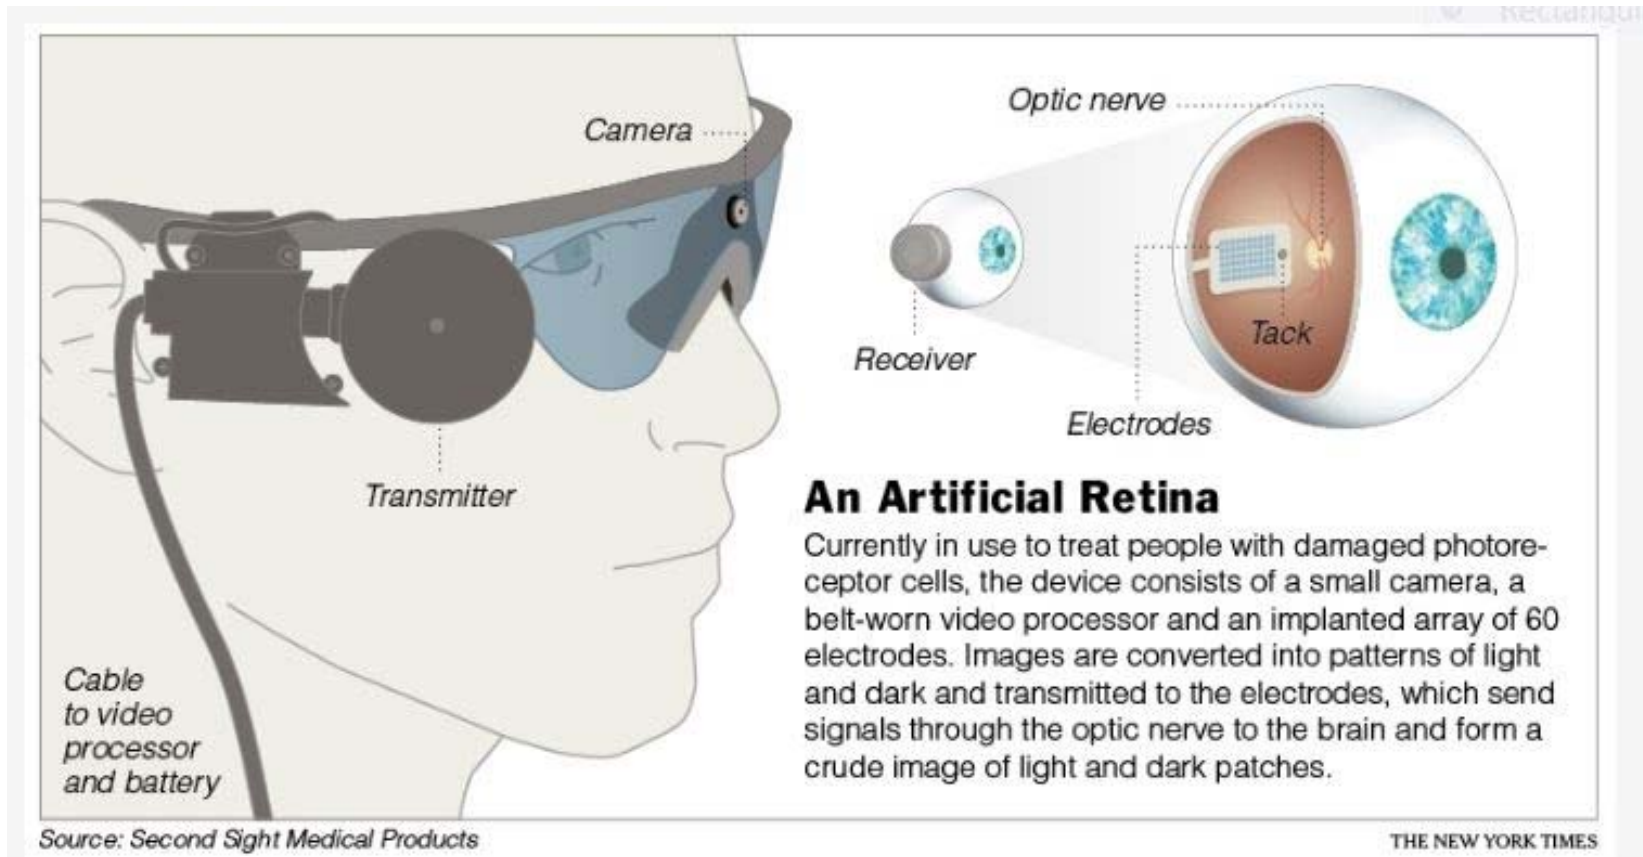 Camera
Optic nerve
Receiver
Tack
Electrodes
Transmitter
An Artificial Retina
Currently in use to treat people with damaged photore-
ceptor cells, the device consists of a small camera, a
belt-worn video processor and an implanted array of 60
electrodes. Images are converted into patterns of light
and dark and transmitted to the electrodes, which send
signals through the optic nerve to the brain and form a
crude image of light and dark patches.
Cable
to video
processor
and battery
Source: Second Sight Medical Products
THE NEW YORK TIMES